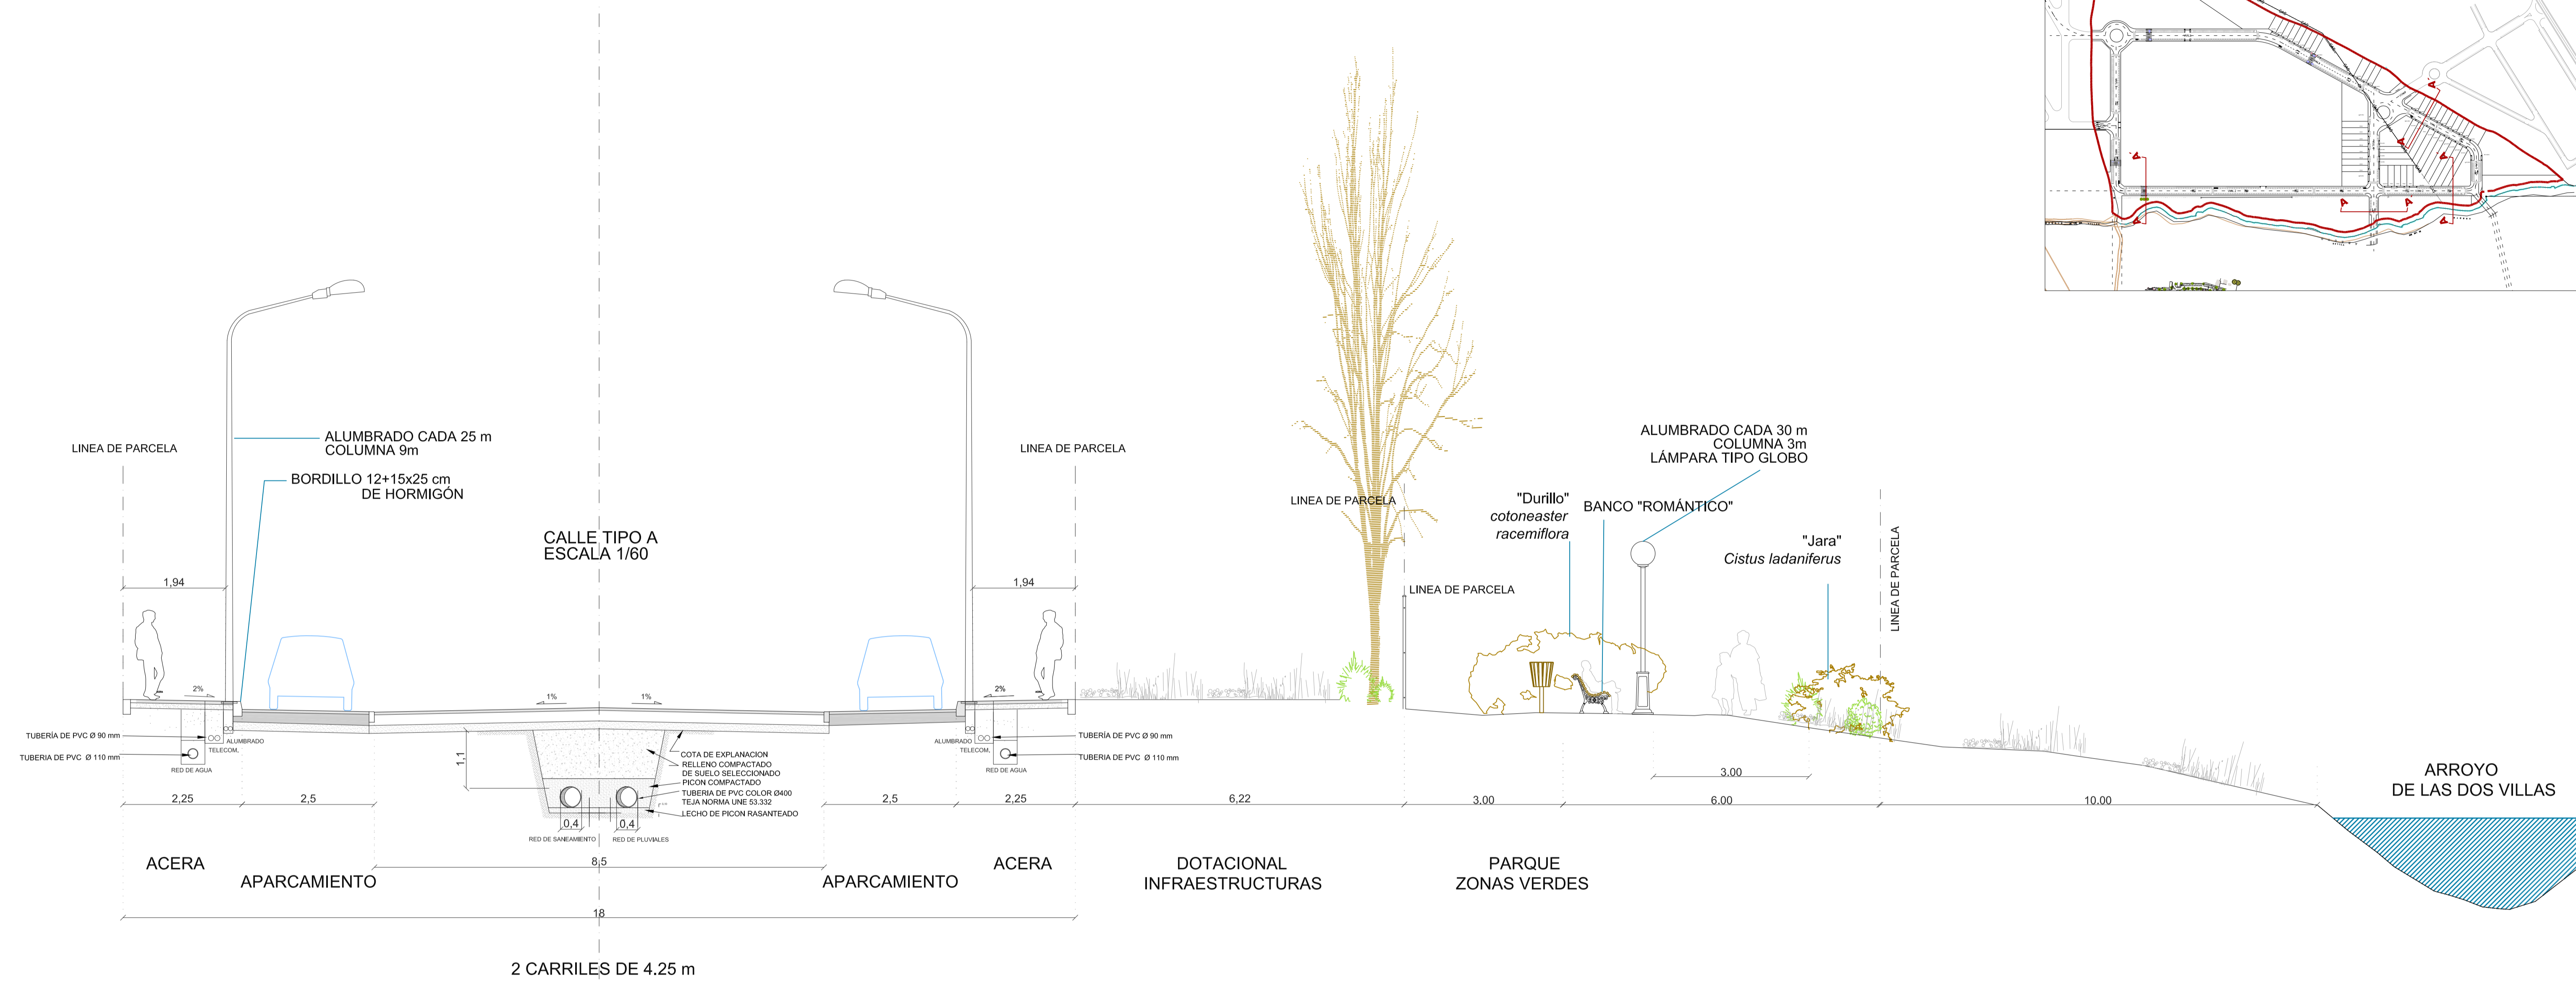 ALUMBRADO CADA 25 m
COLUMNA 9m
LINEA DE PARCELA
BORDILLO 12+15x25 cm
DE HORMIGÓN
CALLE TIPO A
ESCALA 1/60
LINEA DE PARCELA
1,94
1,94
2%
1%
1%
2%
TUBERÍA DE PVC Ø 90 mm
ALUMBRADO
TELECOM,
TUBERIA DE PVC Ø 110 mm
RED DE AGUA
1,1
COTA DE EXPLANACION
RELLENO COMPACTADO
DE SUELO SELECCIONADO
PICON COMPACTADO
TUBERIA DE PVC COLOR Ø400
TEJA NORMA UNE 53.332
LECHO DE PICON RASANTEADO
0,4
0,4
RED DE SANEAMIENTO
RED DE PLUVIALES
ALUMBRADO
TELECOM,
TUBERÍA DE PVC Ø 90 mm
TUBERIA DE PVC Ø 110 mm
RED DE AGUA
2,25
2,5
2,5
2,25
6,22
3.00
6.00
10.00
3.00
8,5
18
ACERA
APARCAMIENTO
APARCAMIENTO
ACERA
DOTACIONAL
INFRAESTRUCTURAS
PARQUE
ZONAS VERDES
2 CARRILES DE 4.25 m
LINEA DE PARCELA
LINEA DE PARCELA
"Durillo"
cotoneaster
racemiflora
BANCO "ROMÁNTICO"
ALUMBRADO CADA 30 m
COLUMNA 3m
LÁMPARA TIPO GLOBO
"Jara"
Cistus ladaniferus
LINEA DE PARCELA
ARROYO
DE LAS DOS VILLAS
A
A'
A
A'
A
A'
A
A'